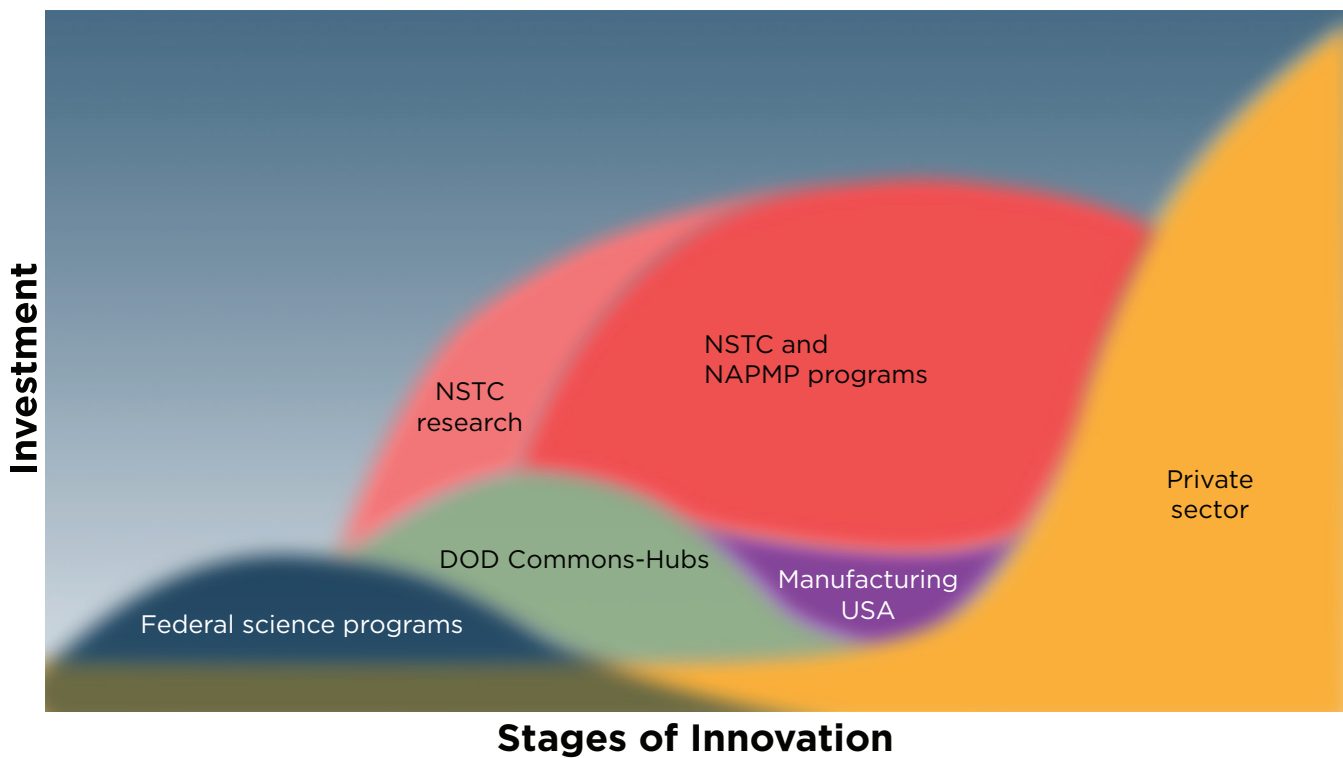 Investment
NSTC and
NAPMP programs
NSTC
research
Private
sector
DOD Commons-Hubs
Manufacturing
USA
Federal science programs
Stages of Innovation